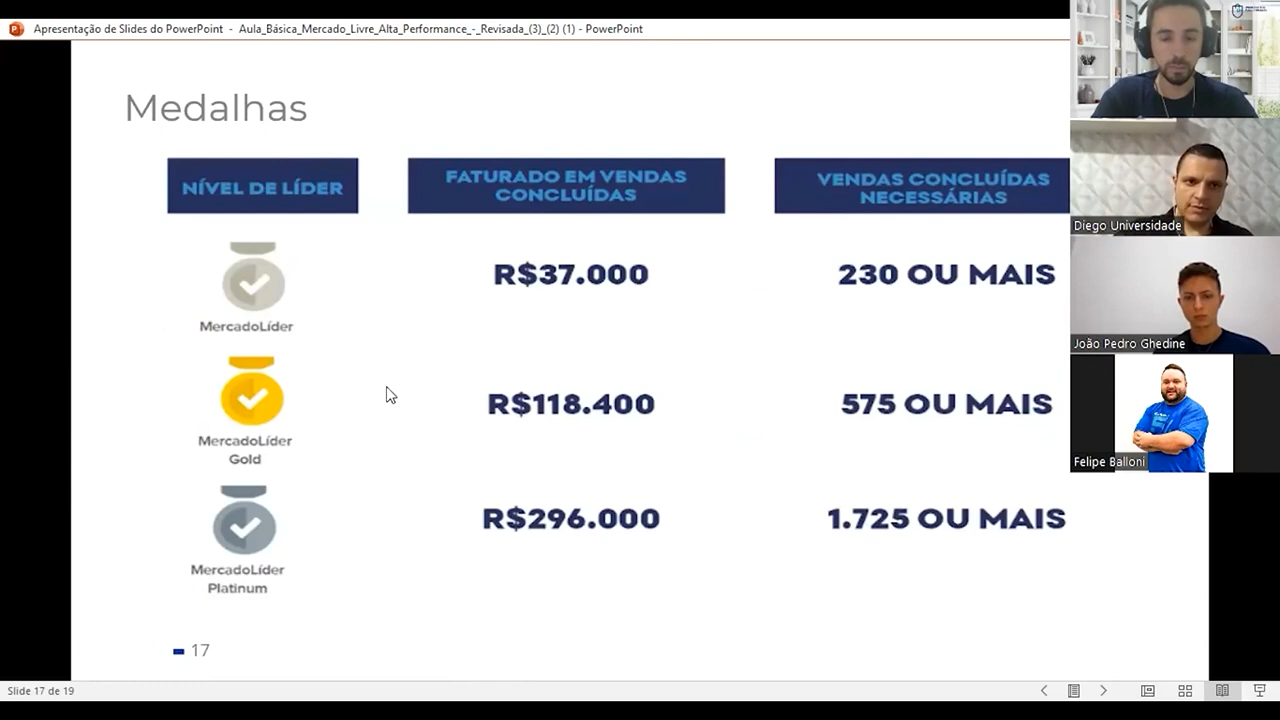 Apresentação de Slides do PowerPoint - Aula_Básica_Mercado_Livre_Alta_Performance_-_Revisada_(3)_(2) (1) - PowerPoint
Medalhas
NÍVEL DE LÍDER
FATURADO EM VENDAS
CONCLUÍDAS
VENDAS CONCLUÍDAS
NECESSÁRIAS
MercadoLíder
R$37.000
230 OU MAIS
MercadoLíder
Gold
R$118.400
575 OU MAIS
MercadoLíder
Platinum
R$296.000
1.725 OU MAIS
17
Diego Universidade
João Pedro Ghedine
Felipe Balloni
Slide 17 de 19